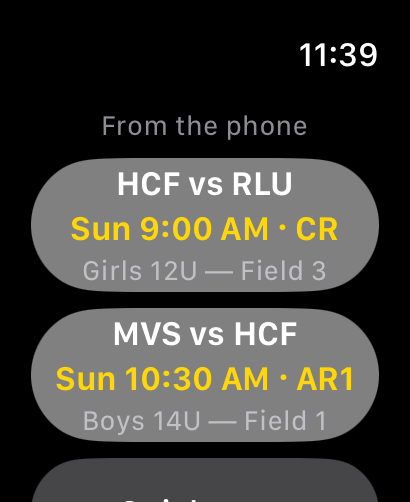 11:39
From the phone
HCF vs RLU
Sun 9:00 AM · CR
Girls 12U — Field 3
MVS vs HCF
Sun 10:30 AM · AR1
Boys 14U — Field 1